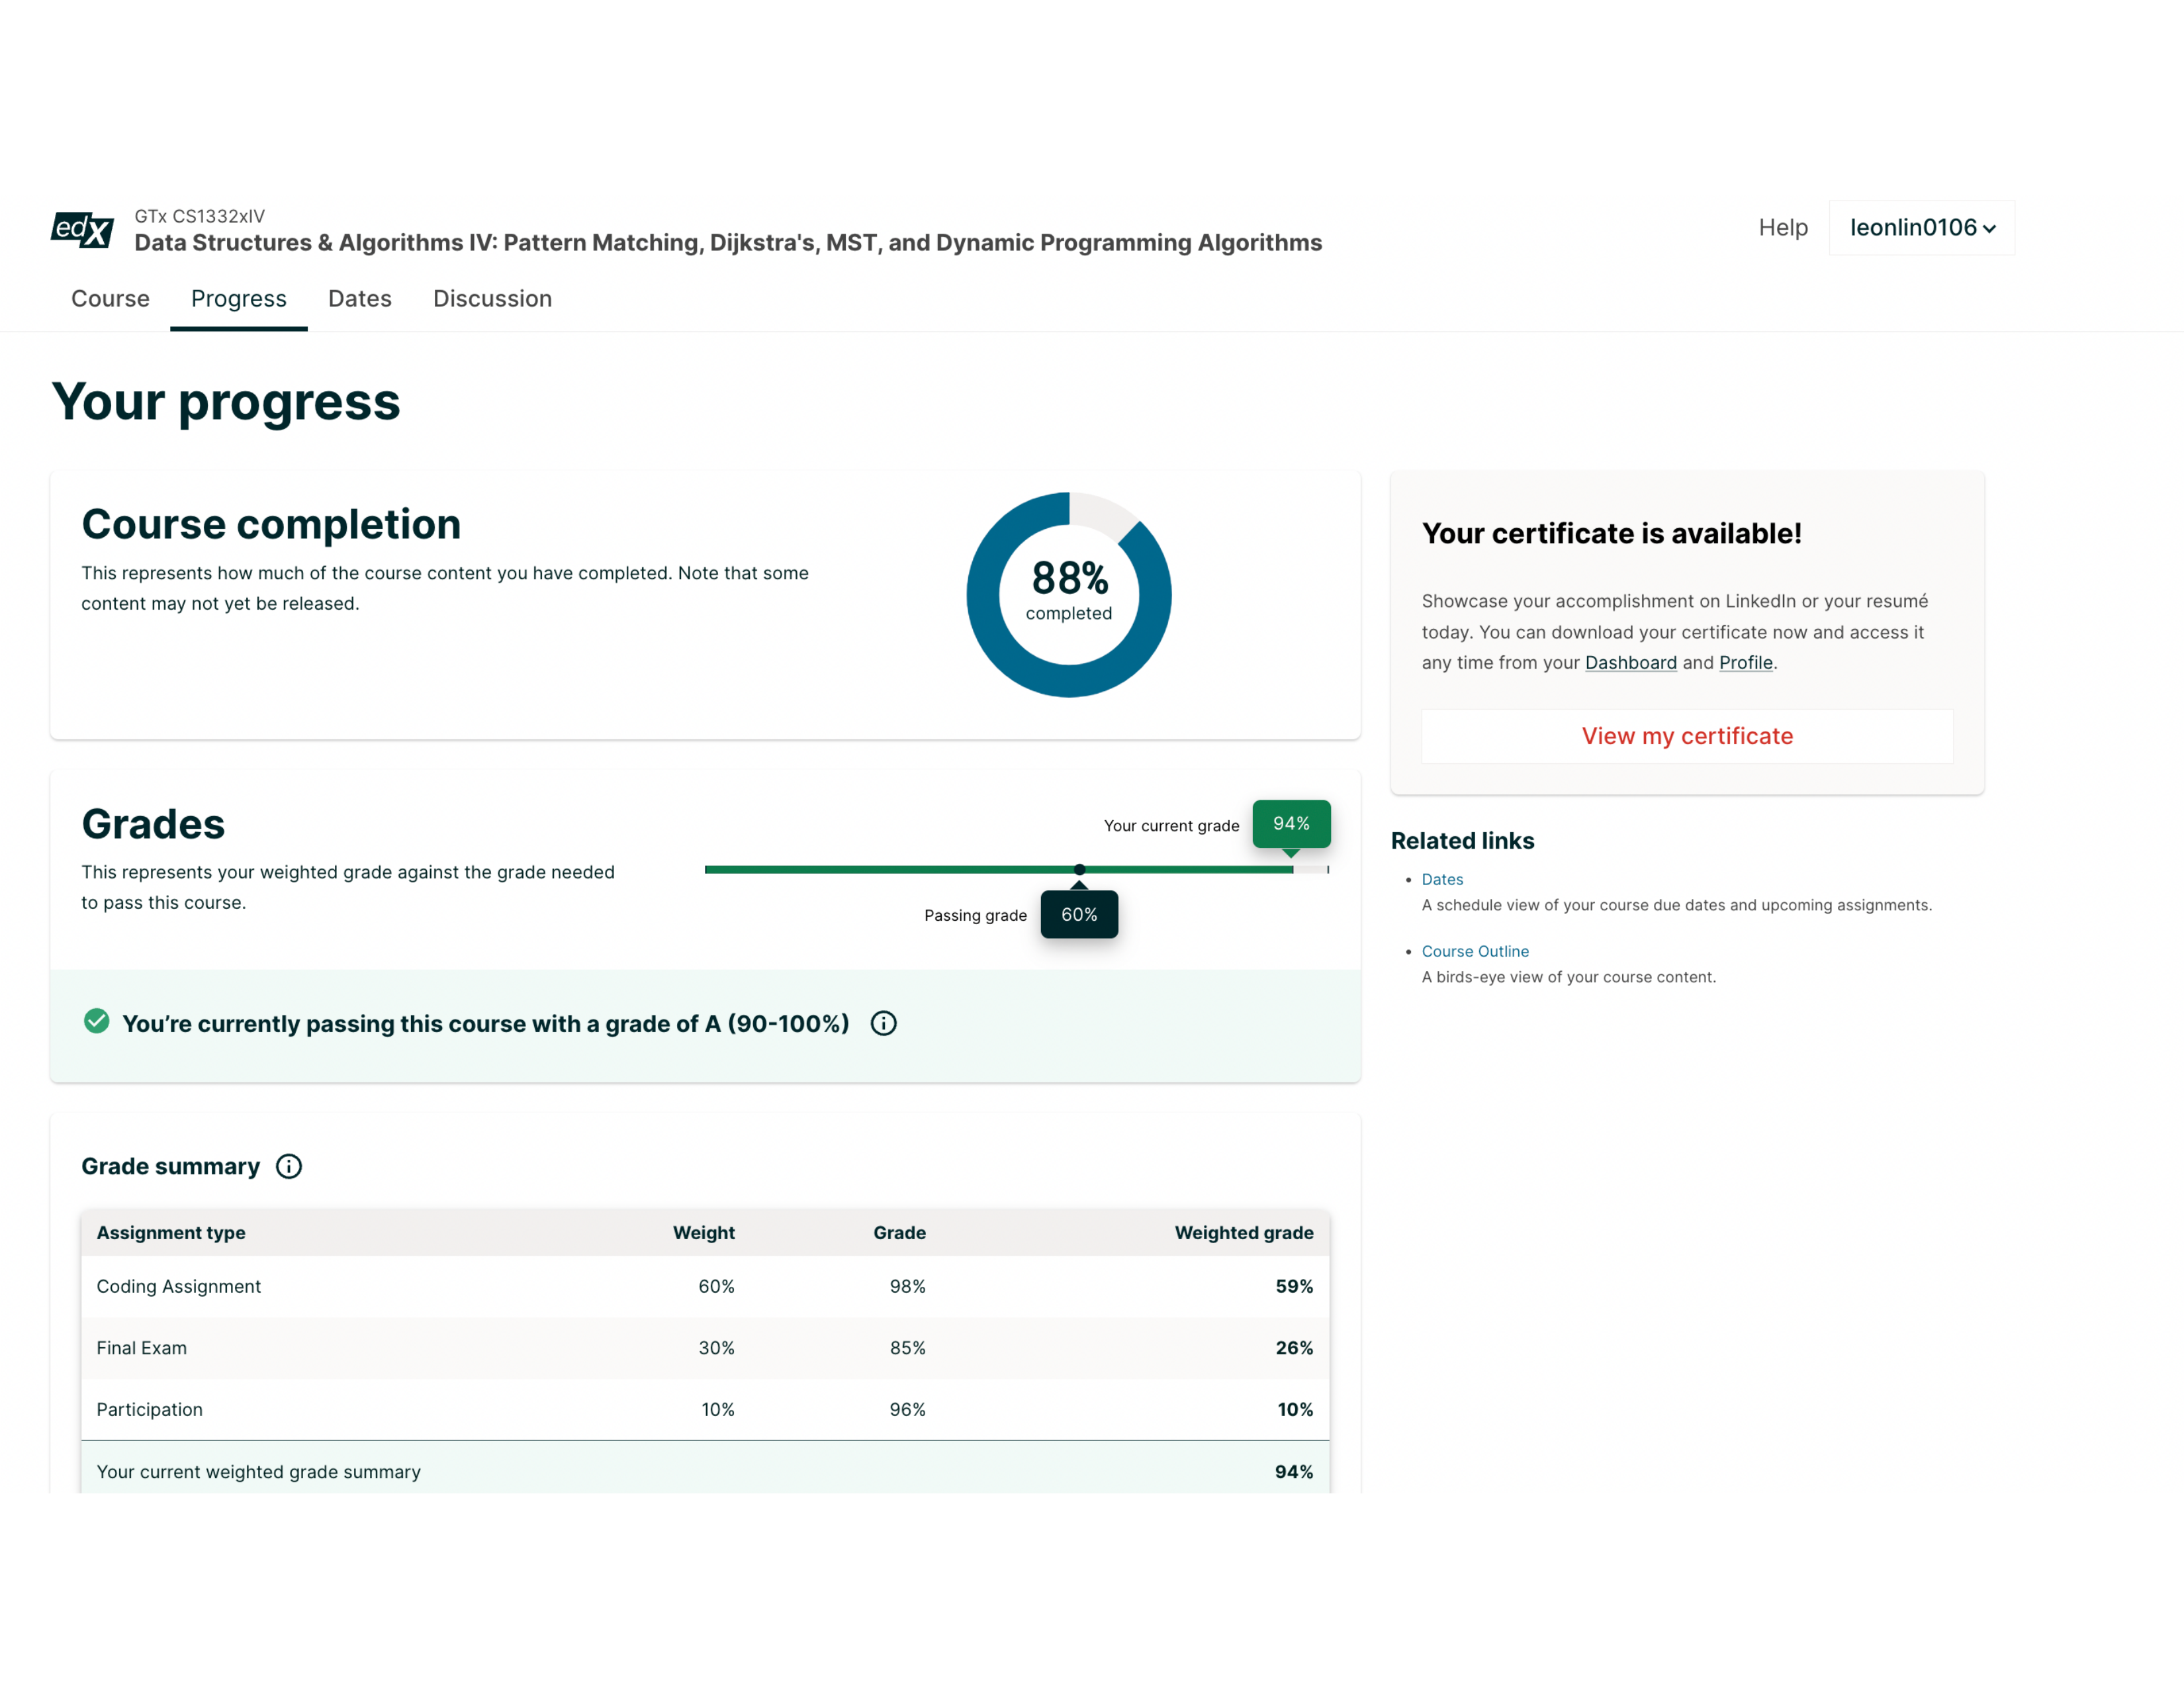 edX
GTx CS1332xIV
Data Structures & Algorithms IV: Pattern Matching, Dijkstra's, MST, and Dynamic Programming Algorithms
Help
leonlin0106
Course
Progress
Dates
Discussion
Your progress
Course completion
This represents how much of the course content you have completed. Note that some
content may not yet be released.
88%
completed
Grades
This represents your weighted grade against the grade needed
to pass this course.
Your current grade
94%
Passing grade
60%
You’re currently passing this course with a grade of A (90-100%)
Grade summary
Assignment type Weight Grade Weighted grade
Coding Assignment 60% 98% 59%
Final Exam 30% 85% 26%
Participation 10% 96% 10%
Your current weighted grade summary 94%
Your certificate is available!
Showcase your accomplishment on LinkedIn or your resumé
today. You can download your certificate now and access it
any time from your Dashboard and Profile.
View my certificate
Related links
Dates
A schedule view of your course due dates and upcoming assignments.
Course Outline
A birds-eye view of your course content.